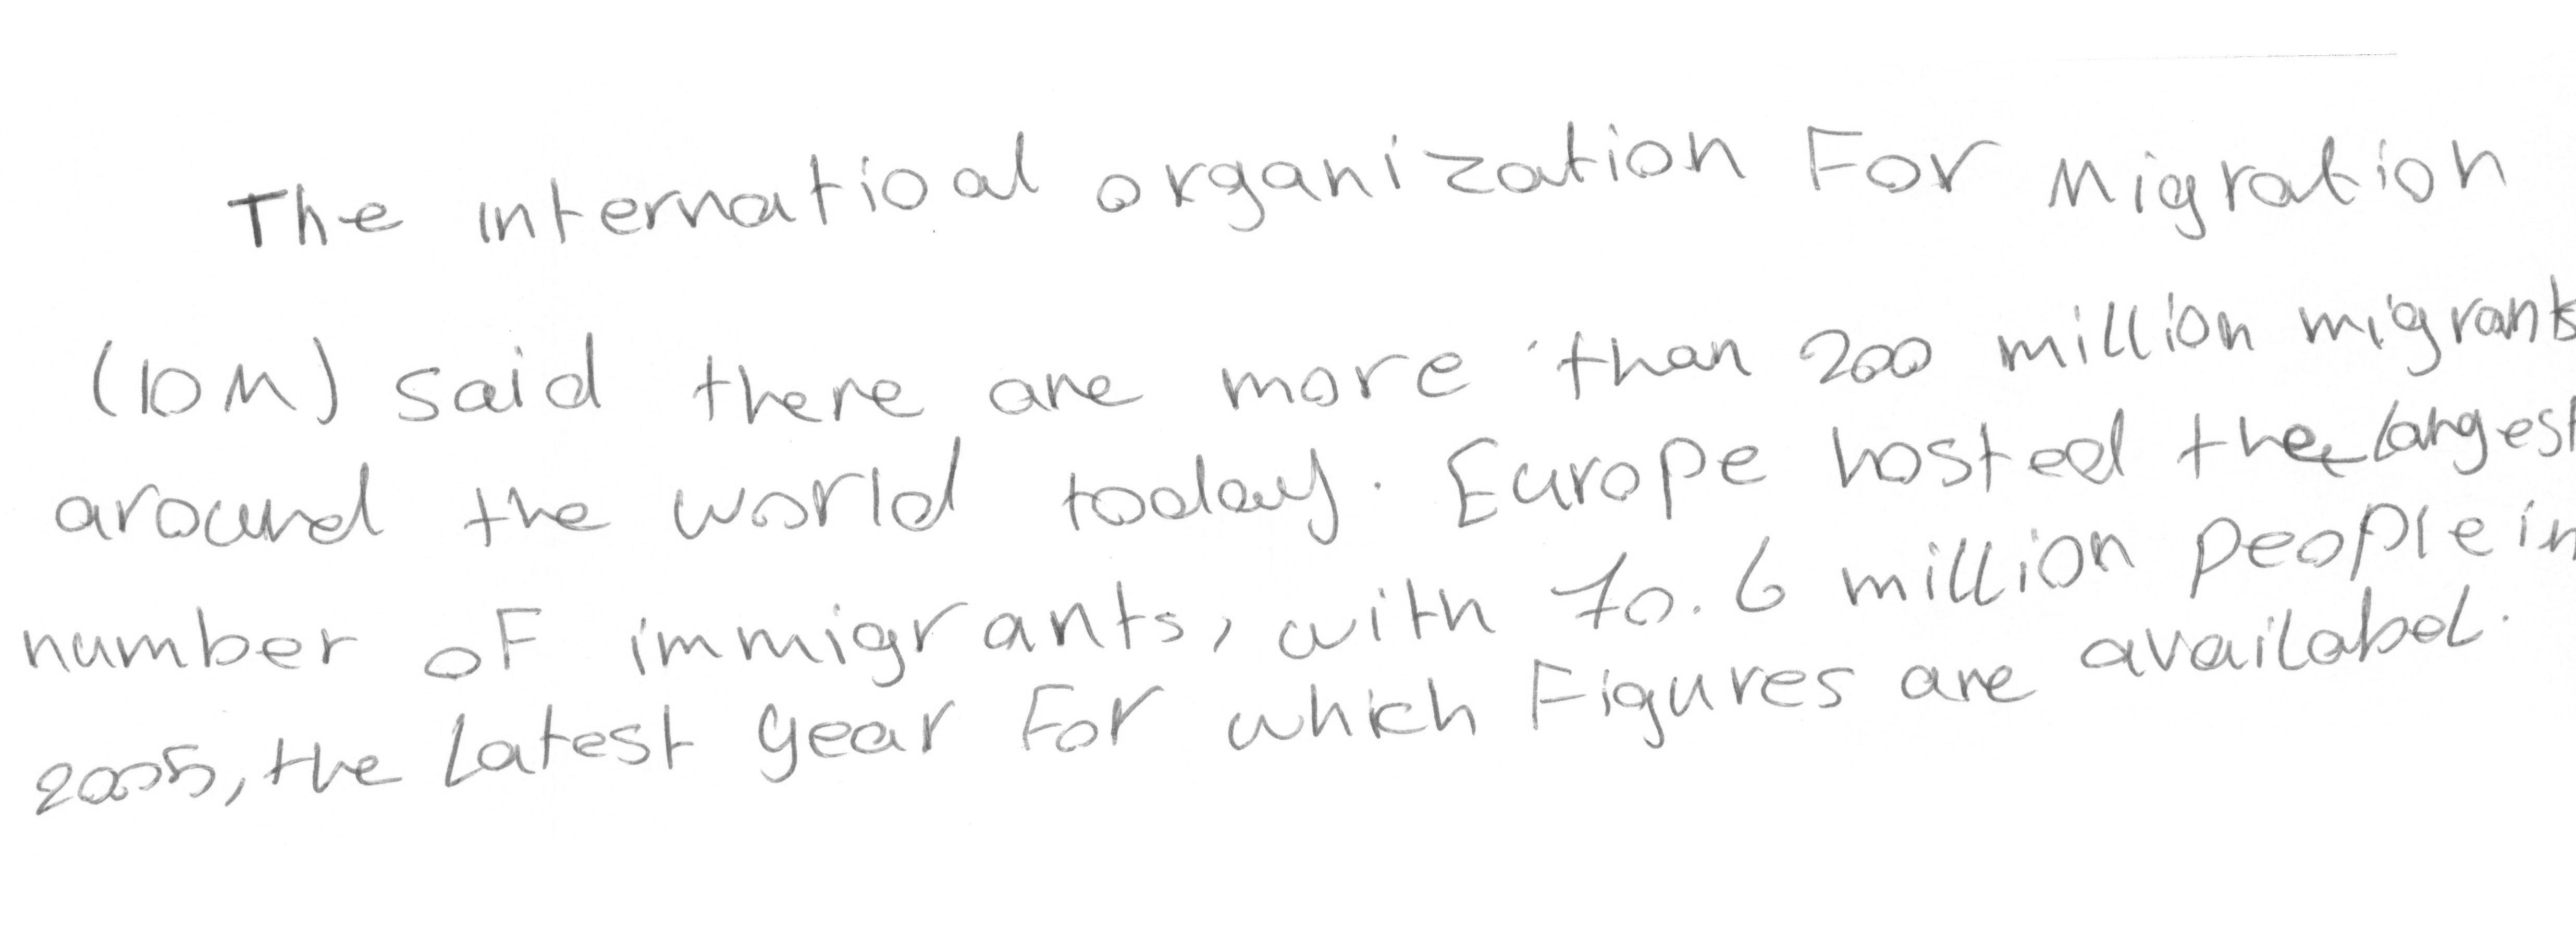 The internatioal organization For Migration
(IOM) said there are more than 200 million migrants
around the world today. Europe hosted the largest
number of immigrants, with 70.6 million people in
2005, the Latest year For which Figures are availabel.